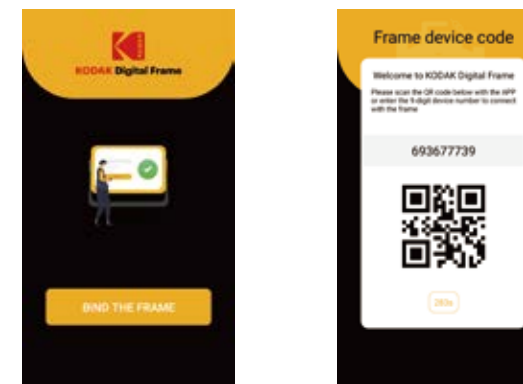 KODAK Digital Frame
BIND THE FRAME
Frame device code
Welcome to KODAK Digital Frame
Please scan the QR code below with the APP
or enter the 9-digit device number to connect
with the frame
693677739